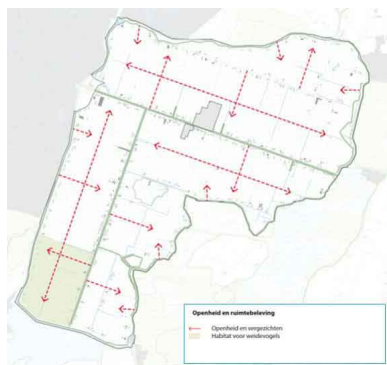 Openheid en ruimtebeleving
Openheid en vergezichten
Habitat voor weidevogels